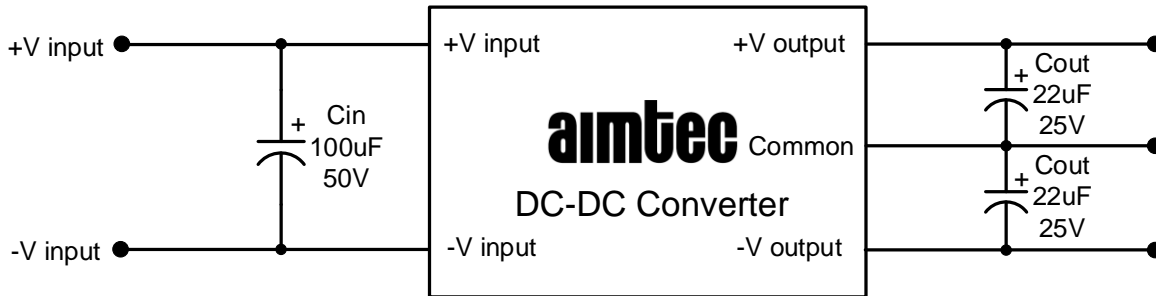 +V input
+V input
+V output
+
Cin
100uF
50V
aimtec
Common
DC-DC Converter
+
Cout
22uF
25V
+
Cout
22uF
25V
-V input
-V input
-V output